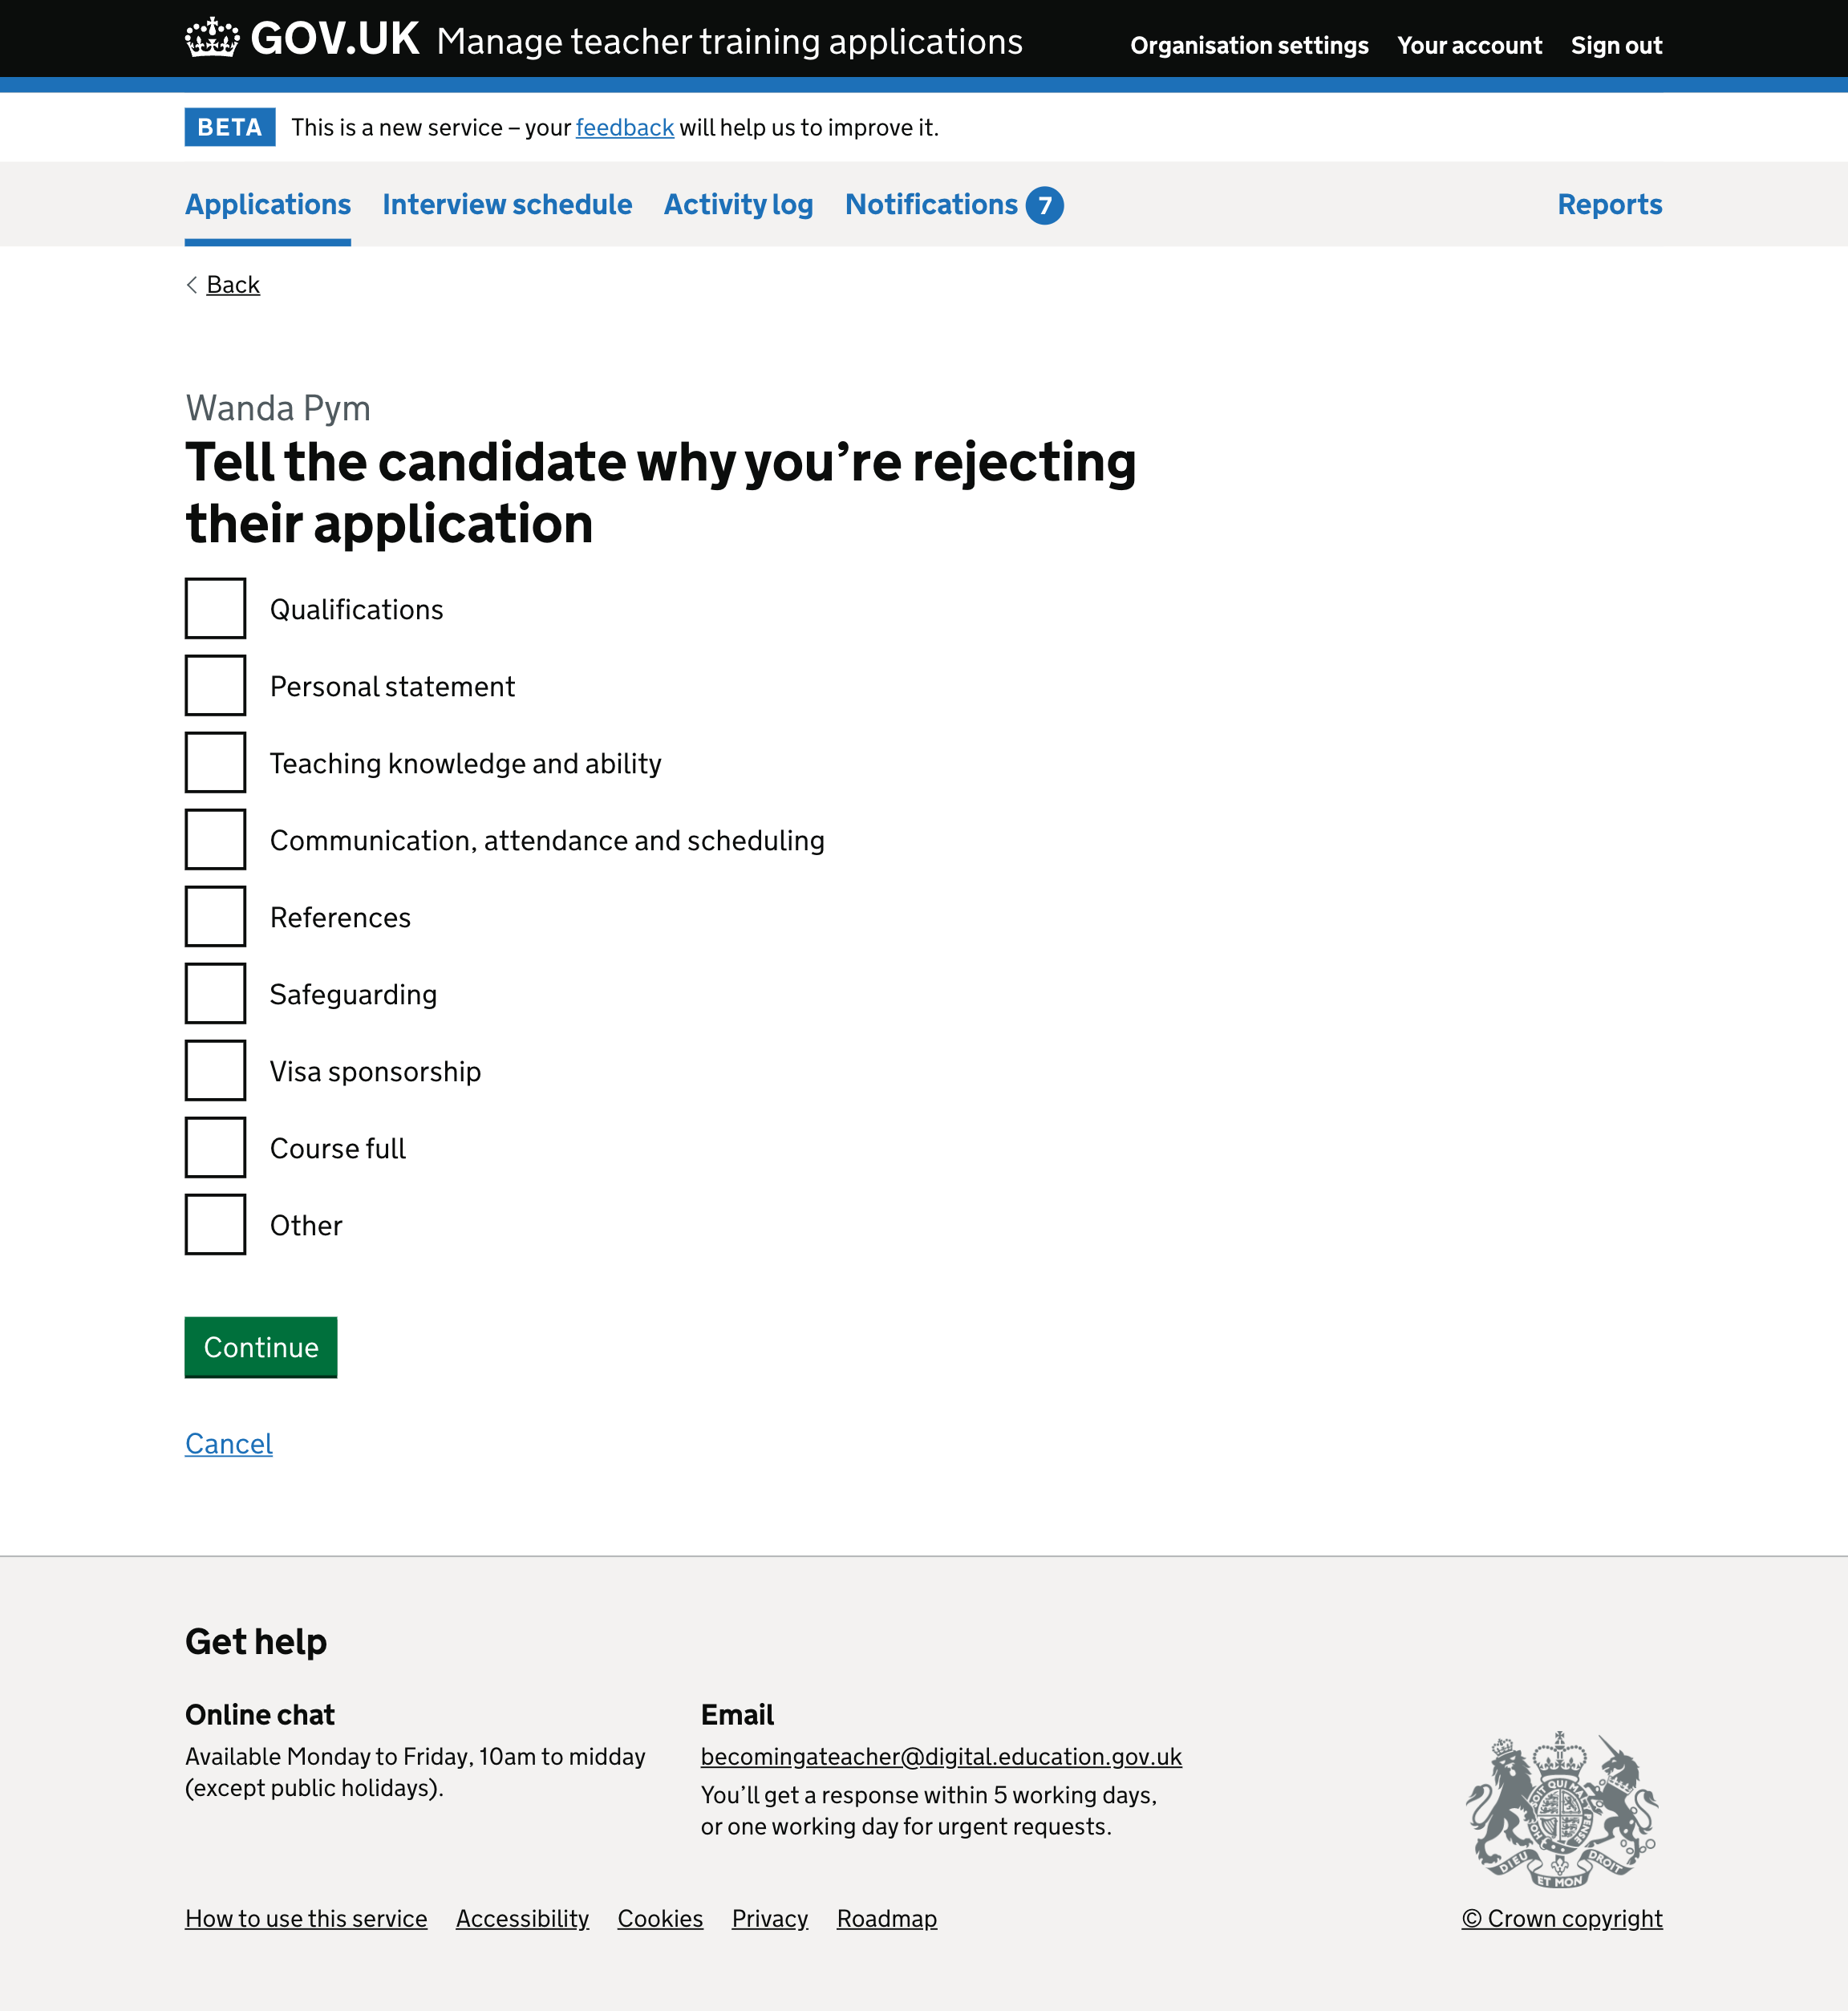 GOV.UK Manage teacher training applications Organisation settings Your account Sign out
BETA This is a new service – your feedback will help us to improve it.
Applications Interview schedule Activity log Notifications 7 Reports
Back
Wanda Pym
Tell the candidate why you’re rejecting
their application
Qualifications
Personal statement
Teaching knowledge and ability
Communication, attendance and scheduling
References
Safeguarding
Visa sponsorship
Course full
Other
Continue
Cancel
Get help
Online chat
Available Monday to Friday, 10am to midday
(except public holidays).
Email
becomingateacher@digital.education.gov.uk
You’ll get a response within 5 working days,
or one working day for urgent requests.
DIEU ET MON DROIT
How to use this service Accessibility Cookies Privacy Roadmap © Crown copyright